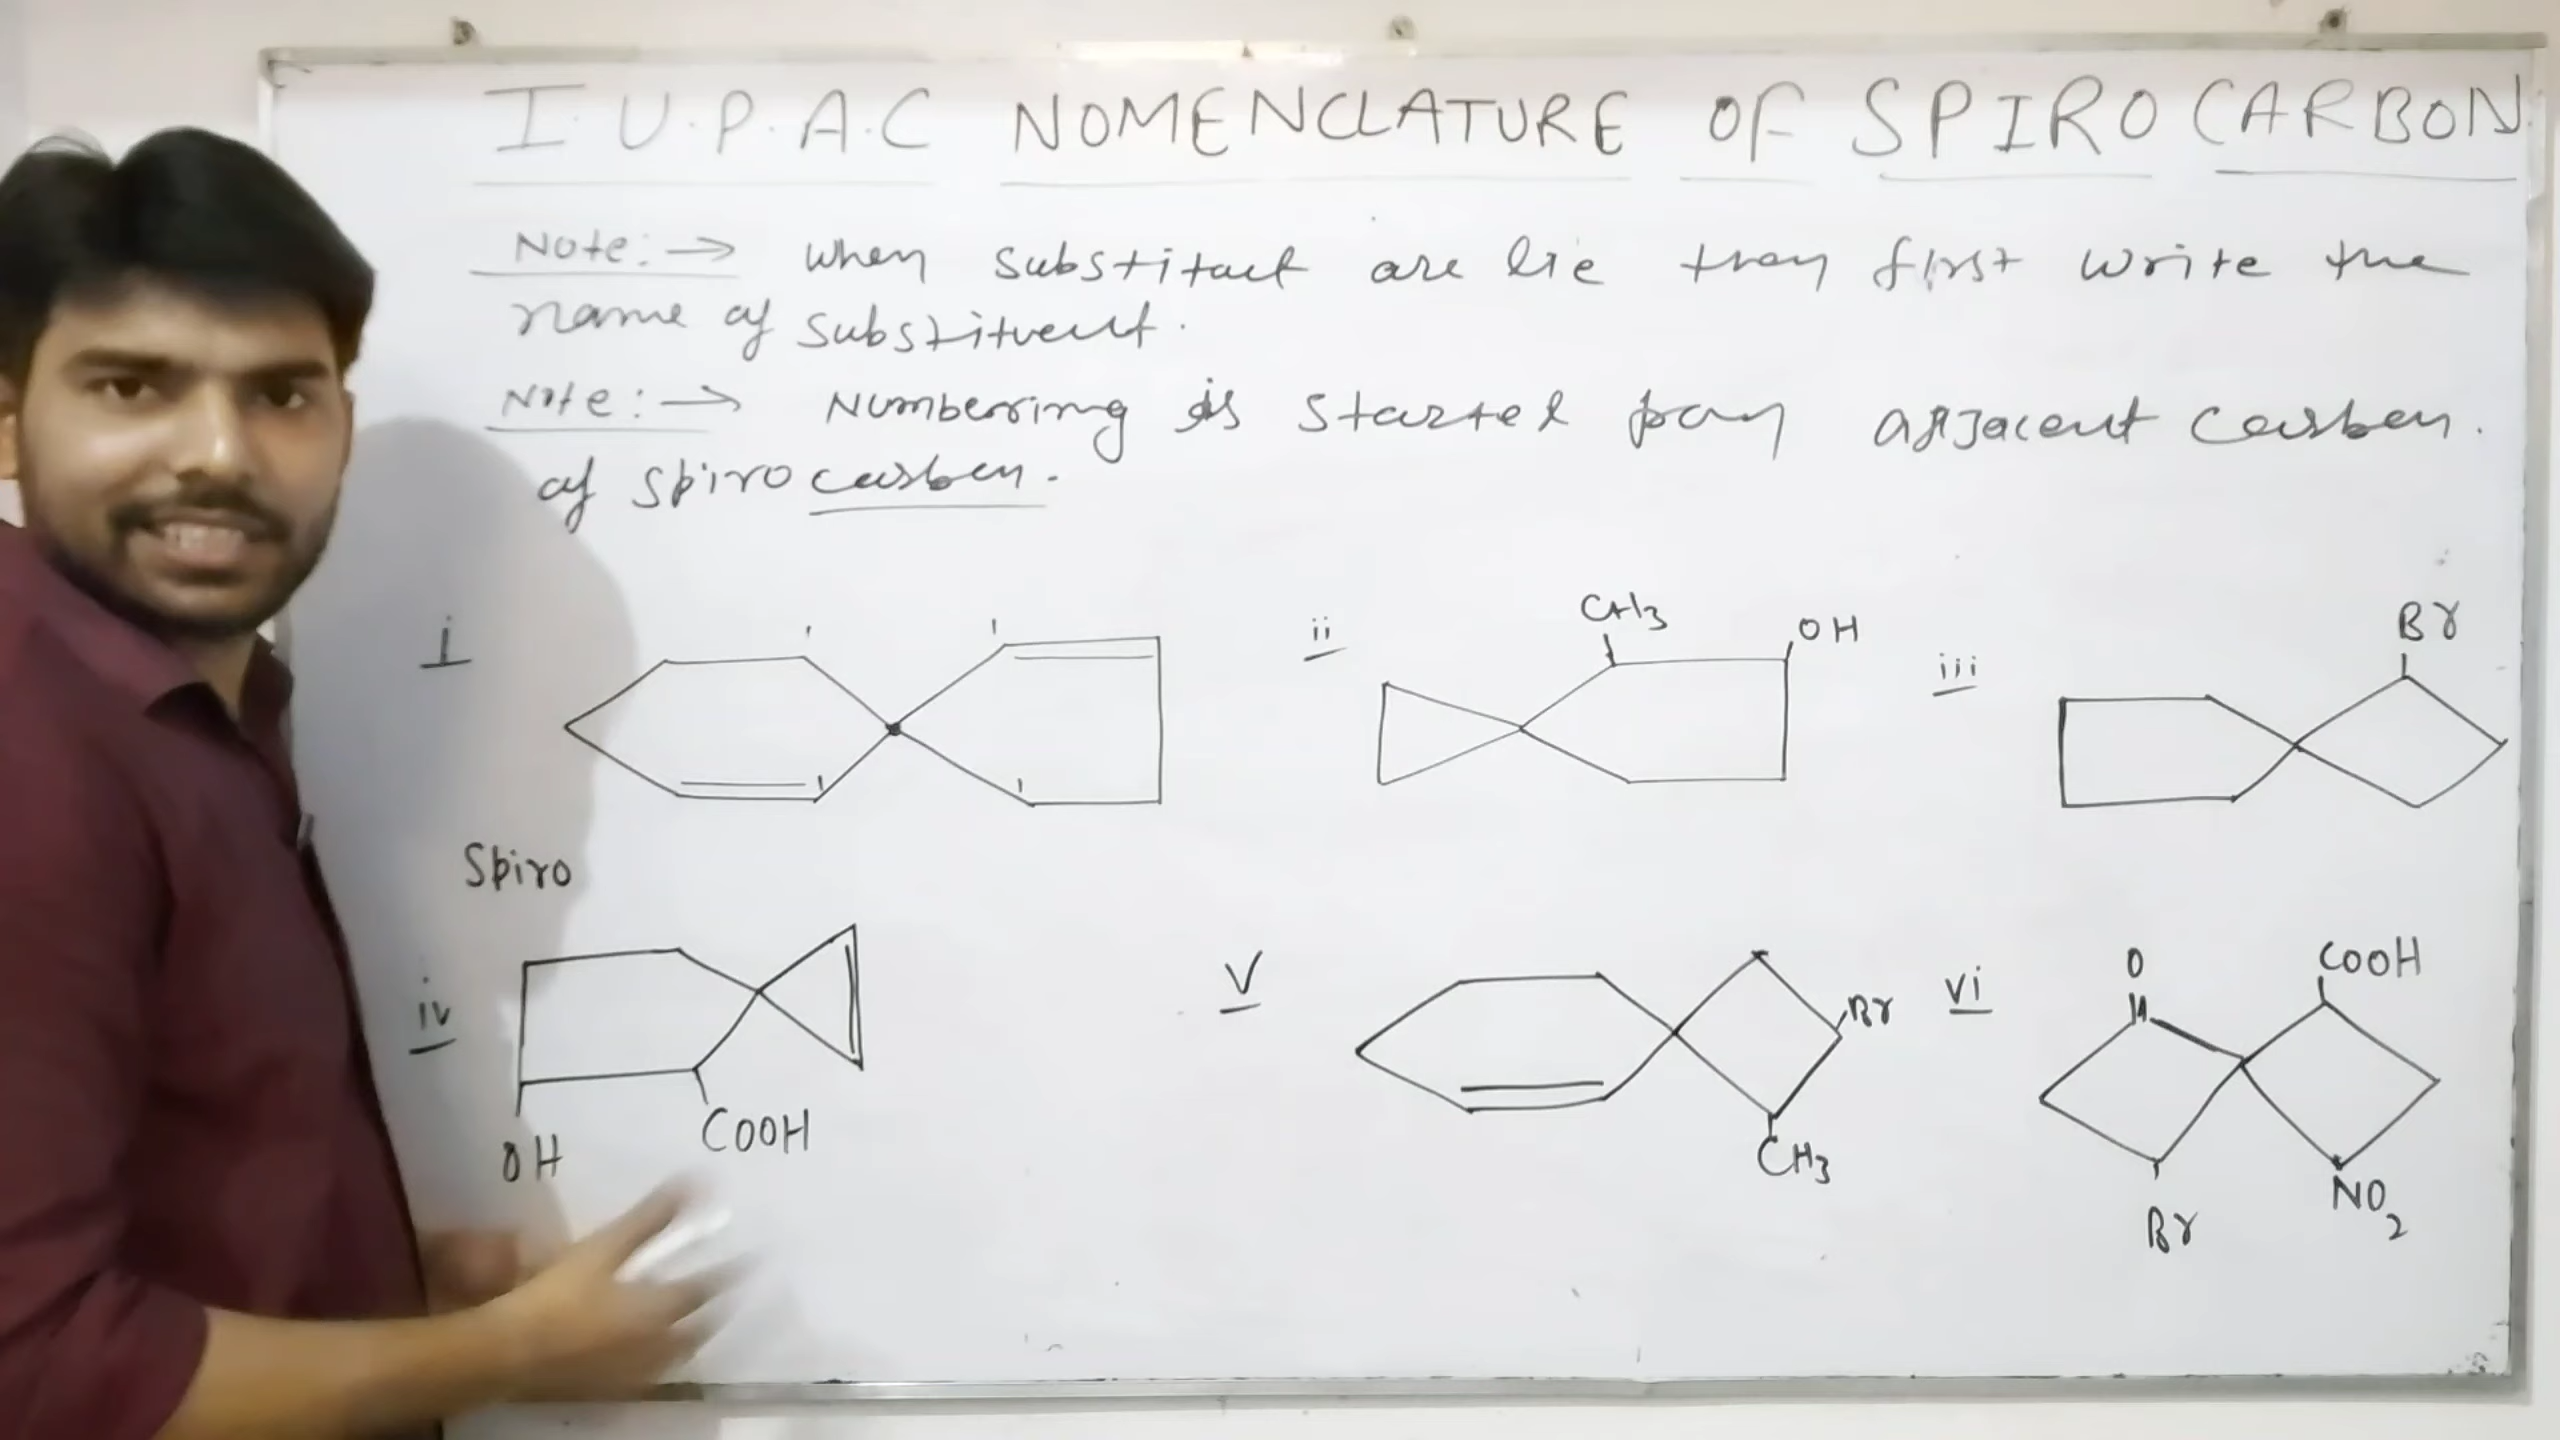 I.U.P.A.C NOMENCLATURE OF SPIRO CARBON
Note:→ When substituet are lie then first write the
name of substituent.
Note:→ Numbering is started from adjacent carbon.
of spiro carbon.
i
ii
CH3
OH
iii
Br
Spiro
iv
OH
COOH
v
Br
CH3
vi
O
COOH
Br
NO2